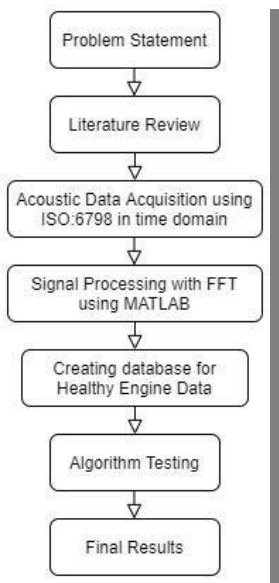 Problem Statement
Literature Review
Acoustic Data Acquisition using
ISO:6798 in time domain
Signal Processing with FFT
using MATLAB
Creating database for
Healthy Engine Data
Algorithm Testing
Final Results